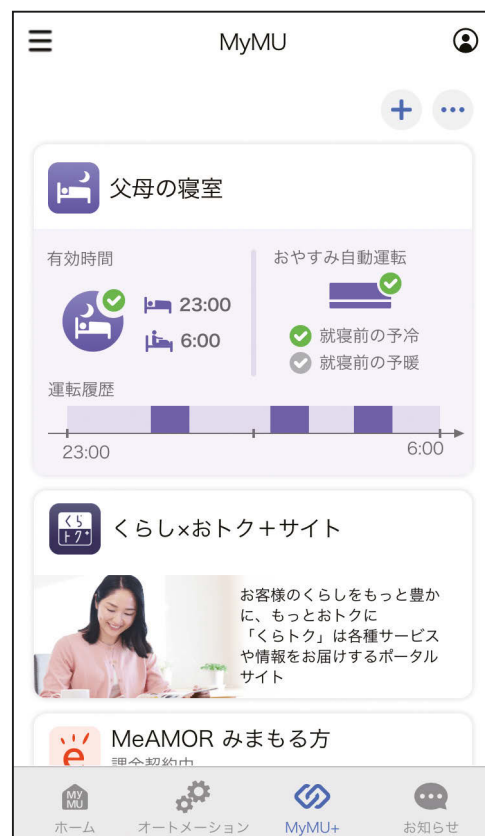 MyMU
父母の寝室
有効時間
おやすみ自動運転
23:00
6:00
就寝前の予冷
就寝前の予暖
運転履歴
23:00
6:00
くらトク+
くらし×おトク+サイト
お客様のくらしをもっと豊か
に、もっとおトクに
「くらトク」は各種サービス
や情報をお届けするポータル
サイト
e
MeAMOR みまもる方
課金契約中
MY
MU
ホーム
オートメーション
MyMU+
お知らせ